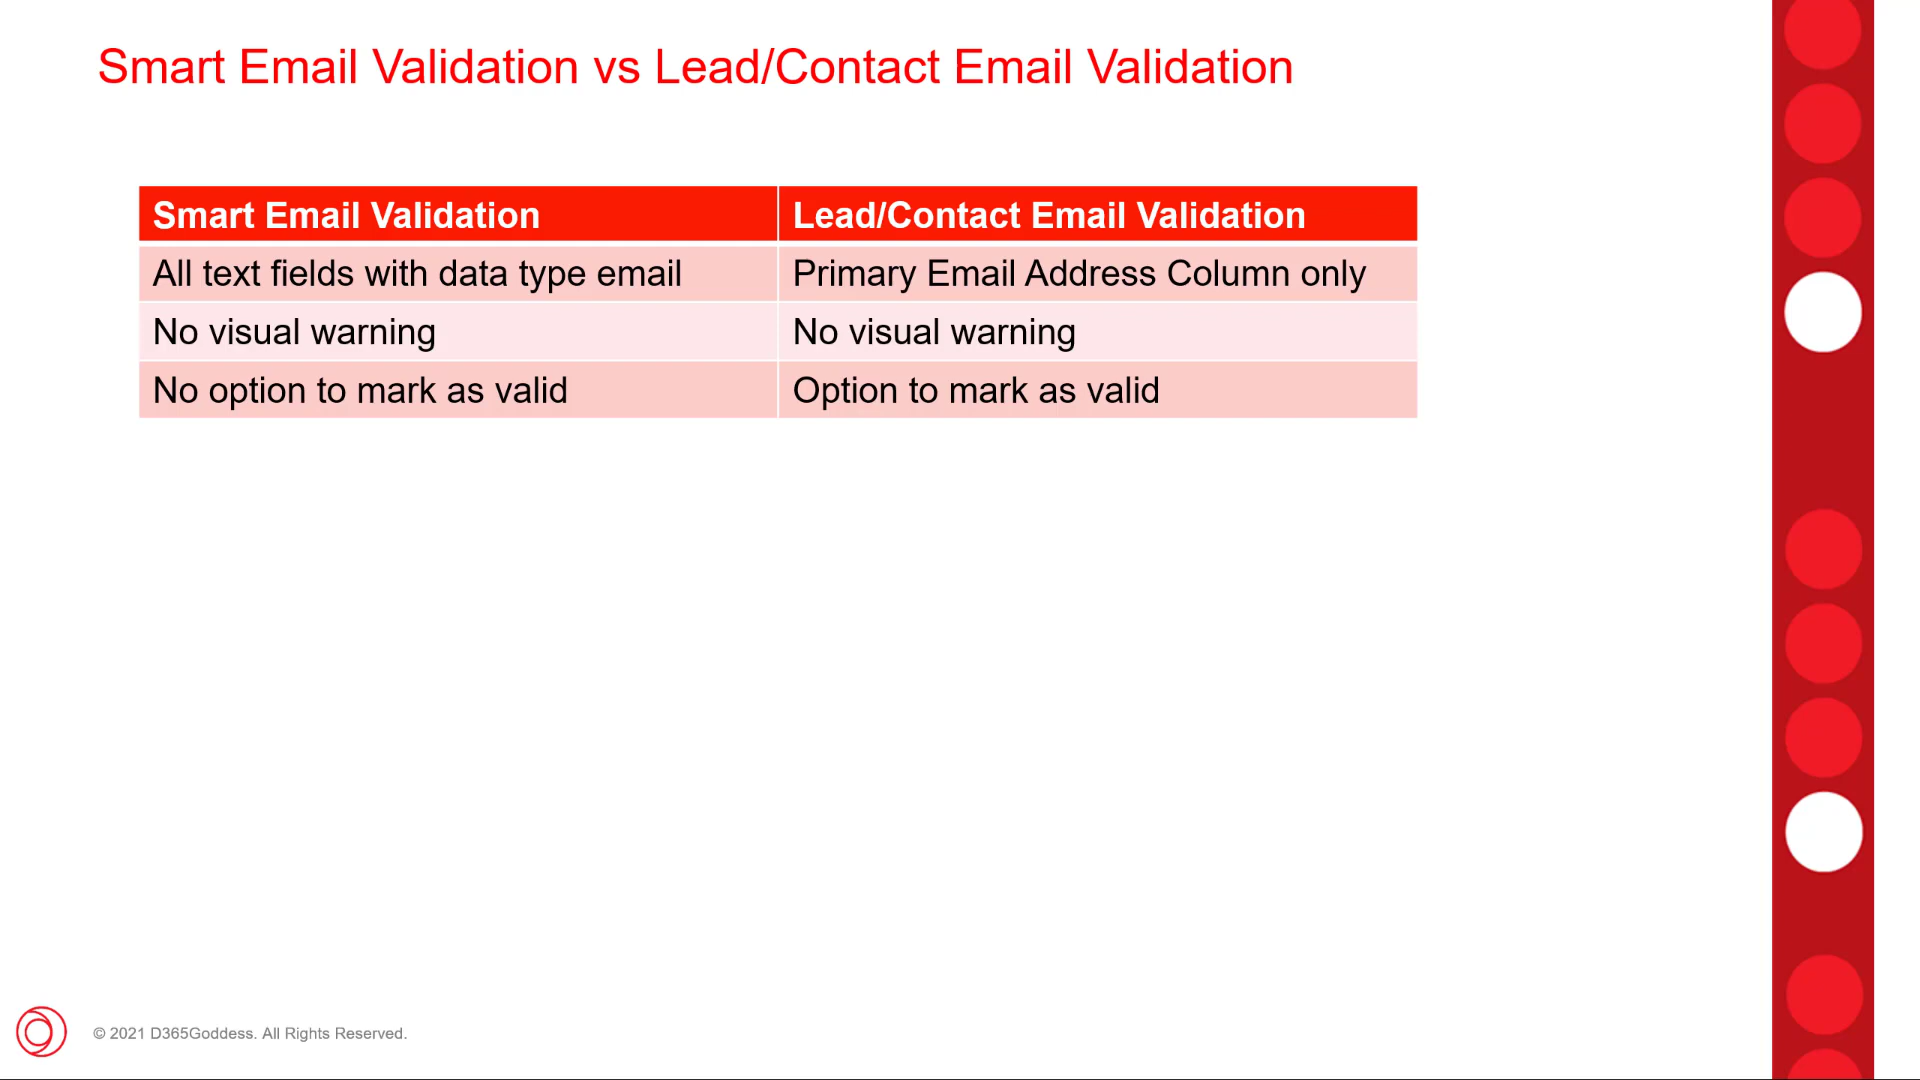 Smart Email Validation vs Lead/Contact Email Validation
Smart Email Validation
Lead/Contact Email Validation
All text fields with data type email
Primary Email Address Column only
No visual warning
No visual warning
No option to mark as valid
Option to mark as valid
© 2021 D365Goddess. All Rights Reserved.